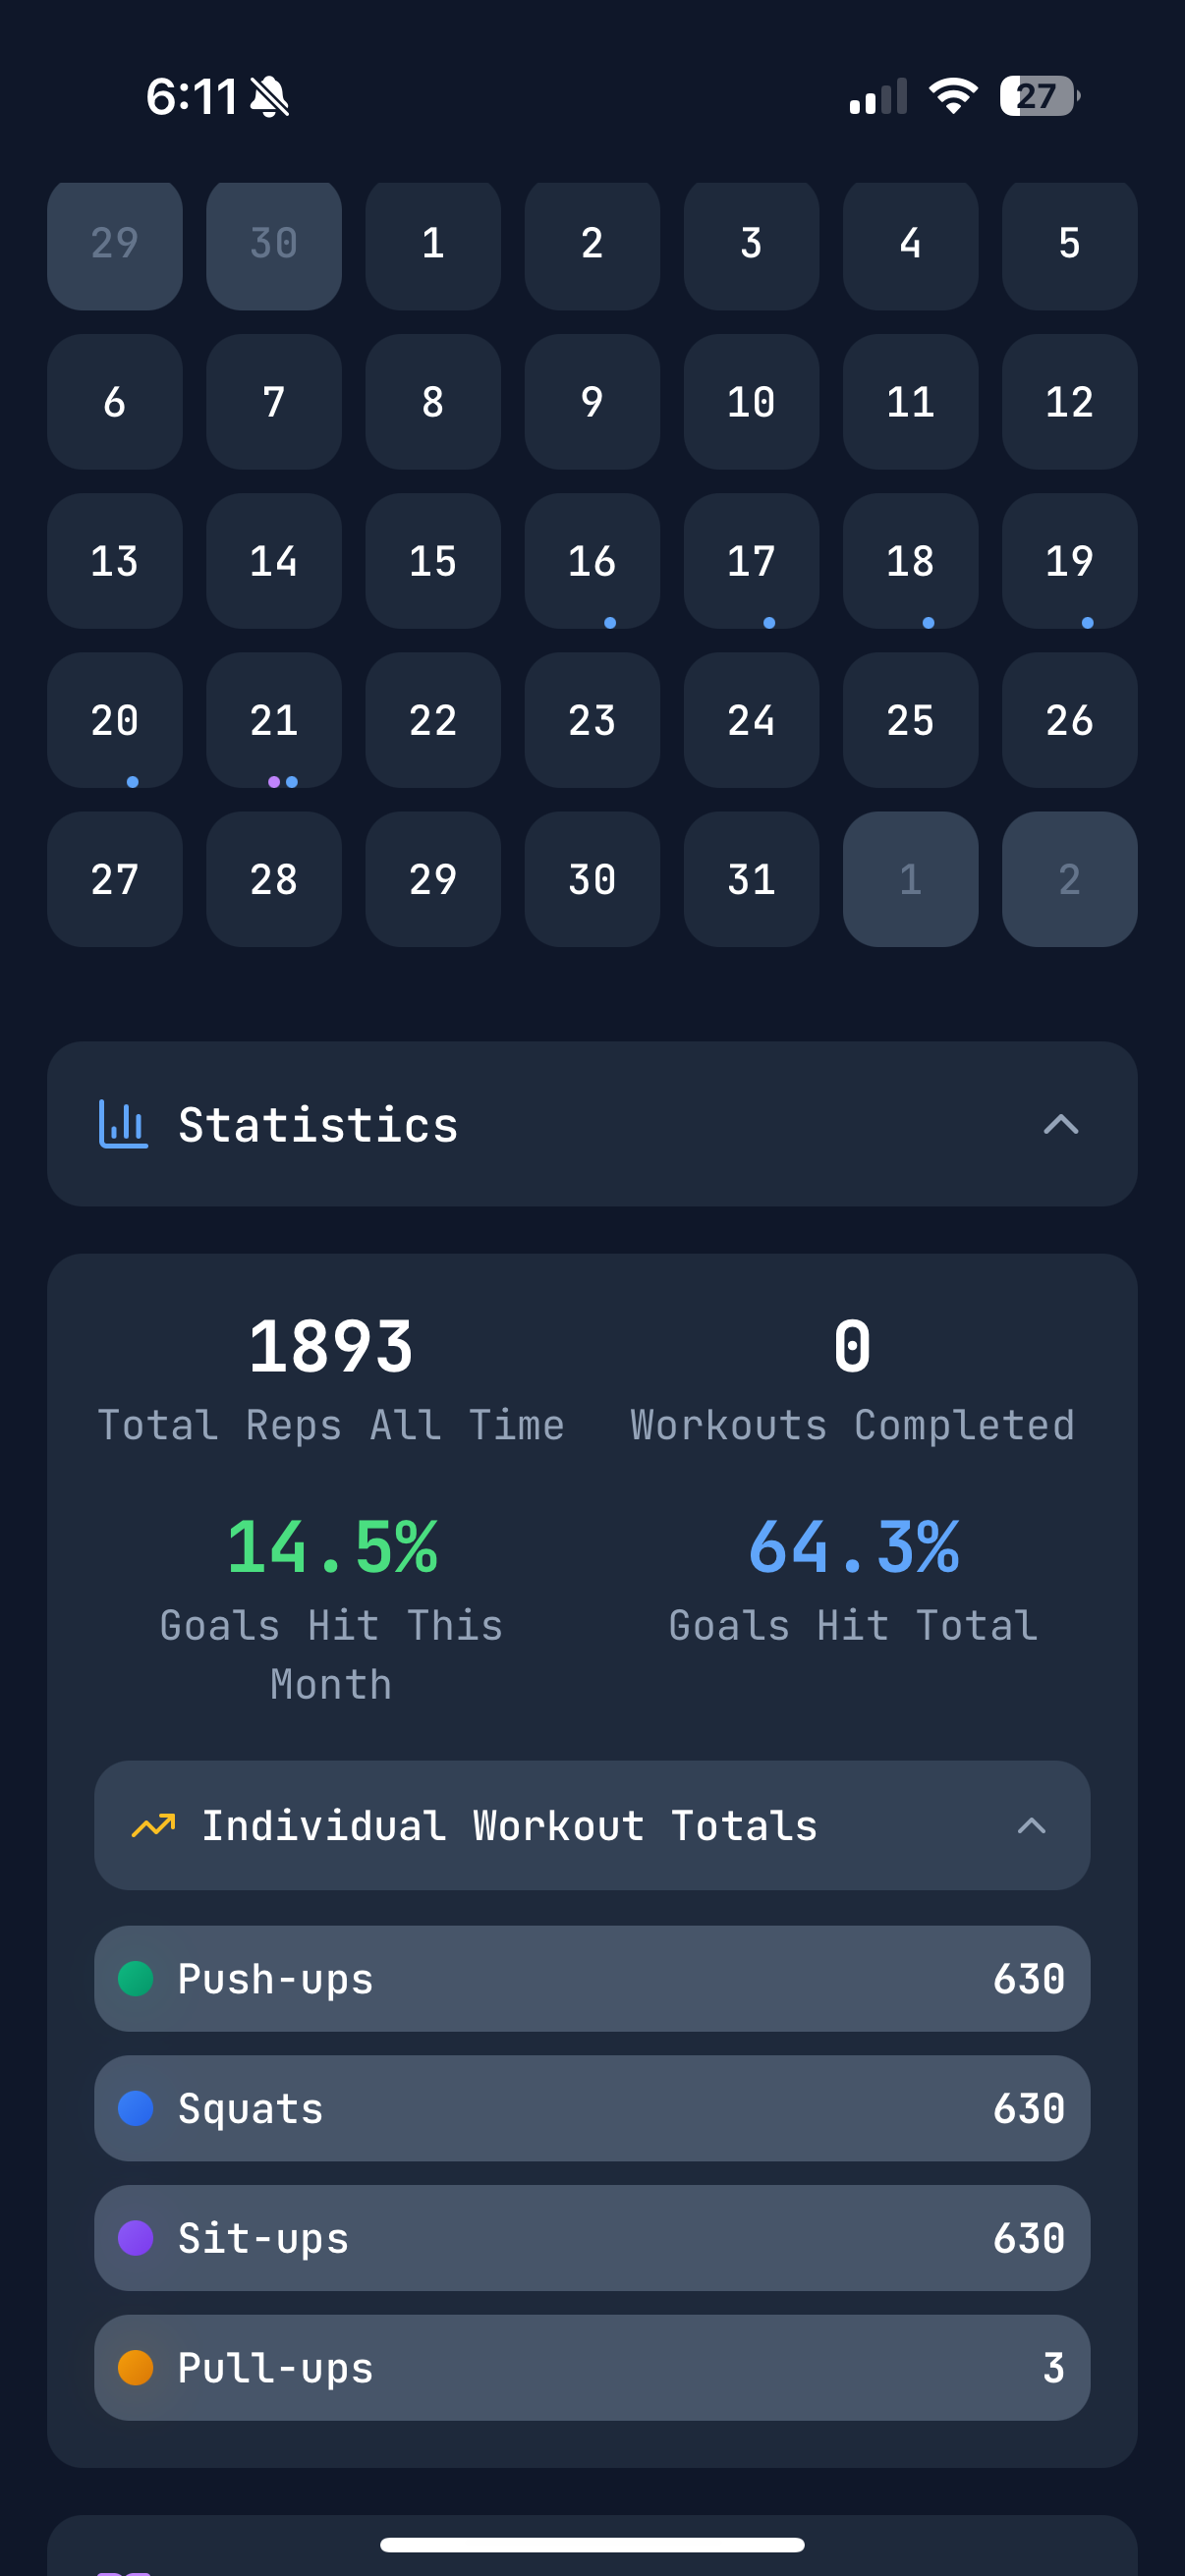 6:11 27
29 30 1 2 3 4 5
6 7 8 9 10 11 12
13 14 15 16 17 18 19
20 21 22 23 24 25 26
27 28 29 30 31 1 2
Statistics
1893 0
Total Reps All Time Workouts Completed
14.5% 64.3%
Goals Hit This Goals Hit Total
Month
Individual Workout Totals
Push-ups 630
Squats 630
Sit-ups 630
Pull-ups 3